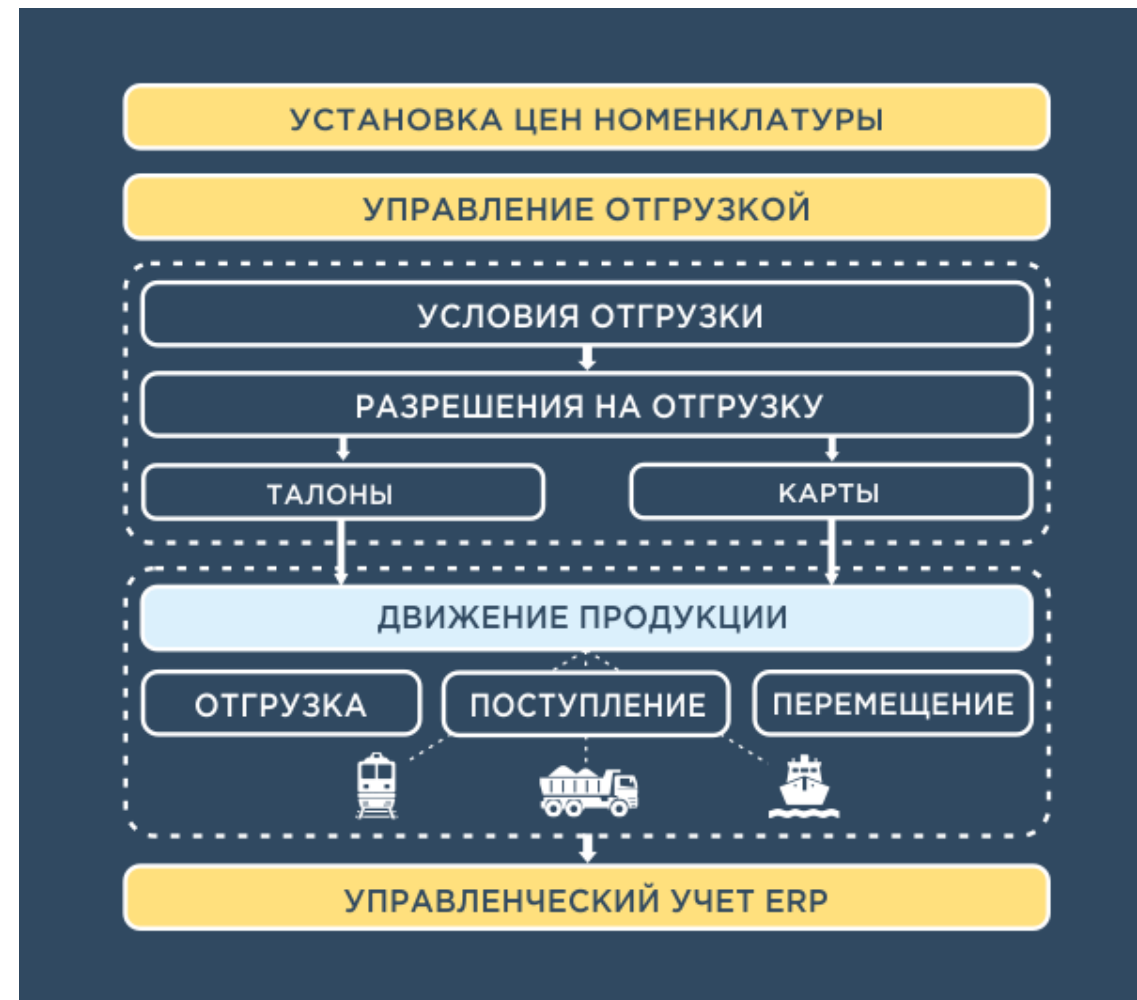 УСТАНОВКА ЦЕН НОМЕНКЛАТУРЫ
УПРАВЛЕНИЕ ОТГРУЗКОЙ
УСЛОВИЯ ОТГРУЗКИ
РАЗРЕШЕНИЯ НА ОТГРУЗКУ
ТАЛОНЫ
КАРТЫ
ДВИЖЕНИЕ ПРОДУКЦИИ
ОТГРУЗКА
ПОСТУПЛЕНИЕ
ПЕРЕМЕЩЕНИЕ
УПРАВЛЕНЧЕСКИЙ УЧЕТ ERP